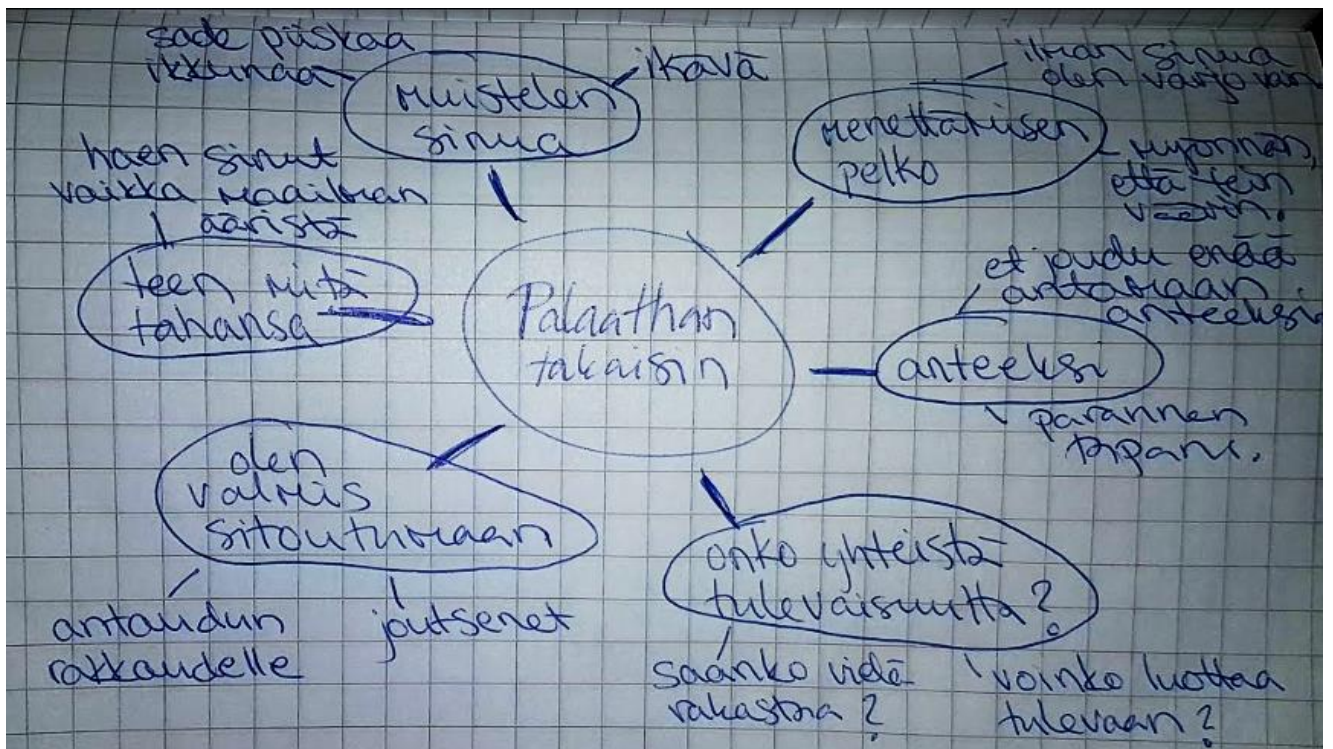 sade piiskaa
ikkunaa
muistelen
sinua
ikävä
menettämisen
pelko
ilman sinua
olen varjo vain
myönnän,
että tein
väärin.
haen sinut
vaikka maailman
ääristä
teen mitä
tahansa
Palaathan
takaisin
et joudu enää
antamaan
anteeksi.
anteeksi
parannen
tapani.
olen
valmis
sitoutumaan
antaudun
rakkaudelle
joutsenet
onko yhteistä
tulevaisuutta?
saanko vielä
rakastaa?
voinko luottaa
tulevaan?